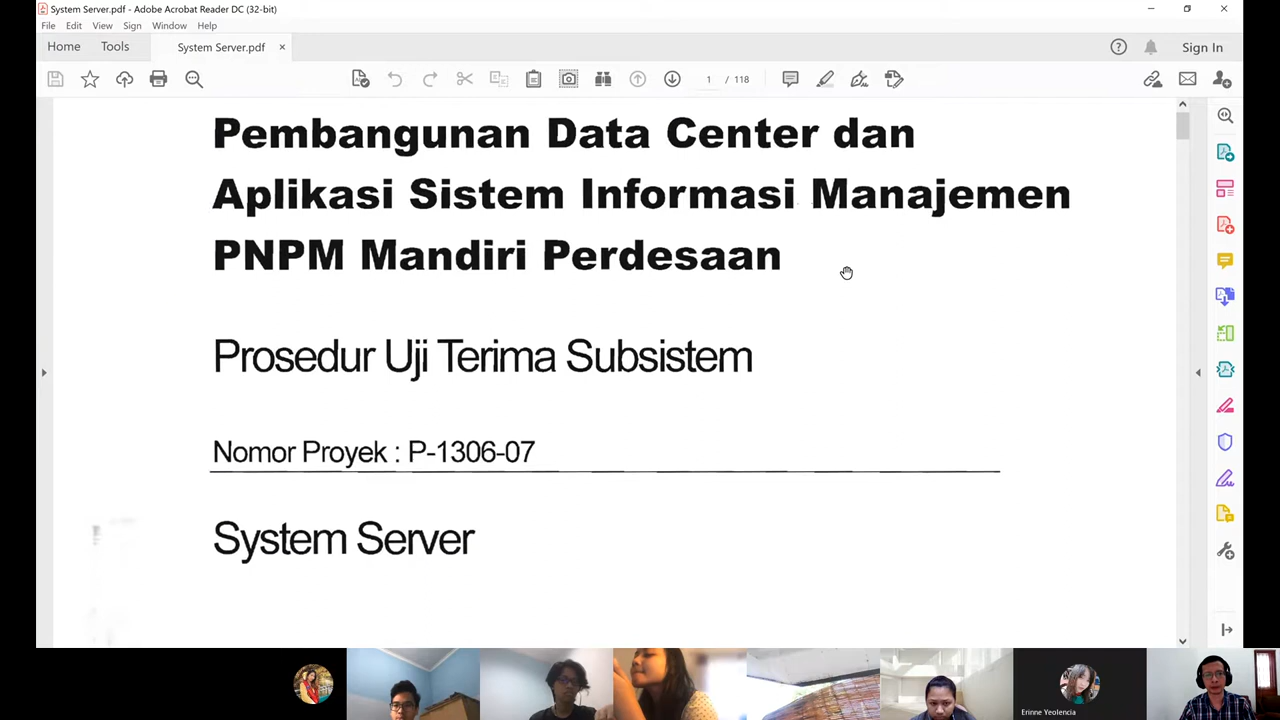 System Server.pdf - Adobe Acrobat Reader DC (32-bit)
File Edit View Sign Window Help
Home Tools System Server.pdf × Sign In
1 / 118
Pembangunan Data Center dan
Aplikasi Sistem Informasi Manajemen
PNPM Mandiri Perdesaan
Prosedur Uji Terima Subsistem
Nomor Proyek : P-1306-07
System Server
Erinne Yeolencia